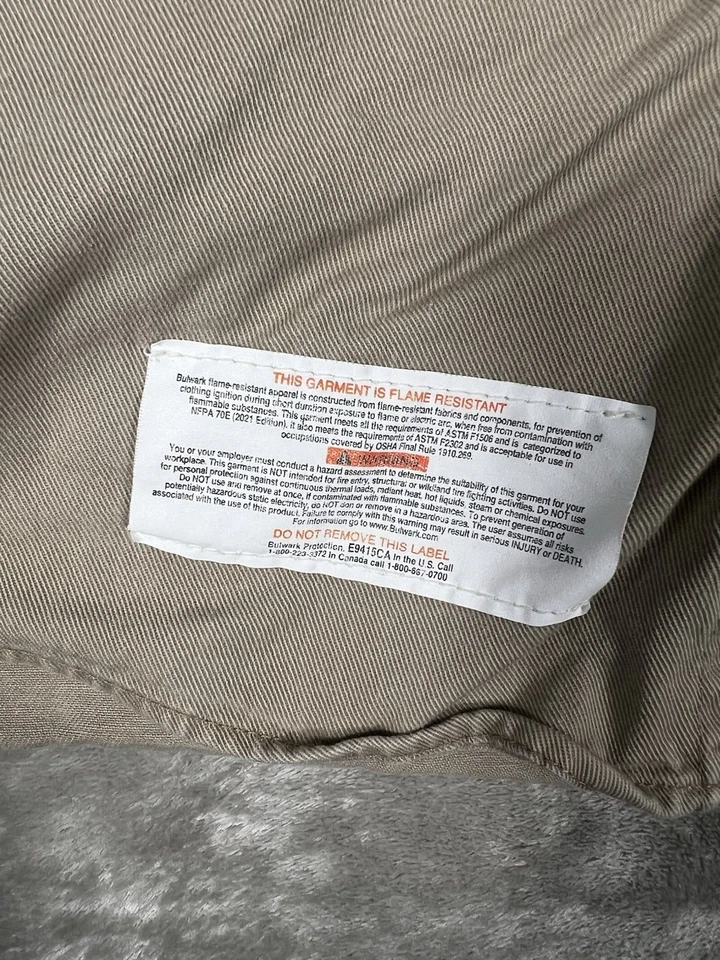 THIS GARMENT IS FLAME RESISTANT
Bulwark flame-resistant apparel is constructed from flame-resistant fabrics and components, for prevention of
clothing ignition during short duration exposure to flame or electric arc, when free from contamination with
flammable substances. This garment meets all the requirements of ASTM F1506 and is categorized to
NFPA 70E (2021 Edition). It also meets the requirements of ASTM F2302 and is acceptable for use in
occupations covered by OSHA Final Rule 1910.269.
WARNING
You or your employer must conduct a hazard assessment to determine the suitability of this garment for your
workplace. This garment is NOT intended for fire entry, structural or wildland fire fighting activities. Do NOT use
for personal protection against continuous thermal loads, radiant heat, hot liquids, steam or chemical exposures.
Do NOT use and remove at once, if contaminated with flammable substances. To prevent generation of
potentially hazardous static electricity, do NOT don or remove in a hazardous area. The user assumes all risks
associated with the use of this product. Failure to comply with this warning may result in serious INJURY or DEATH.
For information go to www.Bulwark.com
DO NOT REMOVE THIS LABEL
Bulwark Protection. E9415CA In the U.S. Call
1-800-223-3372 In Canada call 1-800-667-0700